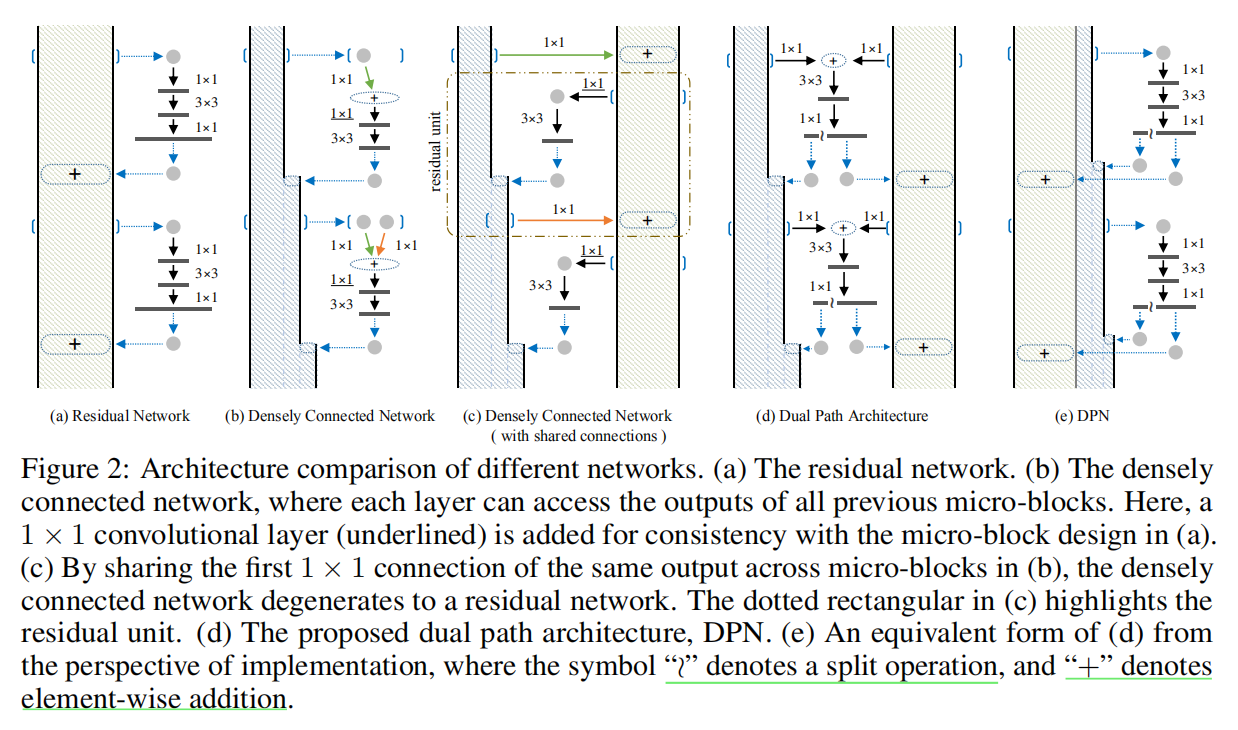 1×1
3×3
1×1
+
1×1
3×3
1×1
+
residual unit
1×1
+
1×1
3×3
1×1 1×1
+
1×1
3×3
1×1
+
1×1
3×3
1×1
+
1×1
3×3
1×1 + 1×1
3×3
1×1
≀
+
1×1 + 1×1
3×3
1×1
≀
+
1×1
3×3
1×1
≀
+
1×1
3×3
1×1
≀
+
(a) Residual Network
(b) Densely Connected Network
(c) Densely Connected Network
( with shared connections )
(d) Dual Path Architecture
(e) DPN
Figure 2: Architecture comparison of different networks. (a) The residual network. (b) The densely
connected network, where each layer can access the outputs of all previous micro-blocks. Here, a
1 × 1 convolutional layer (underlined) is added for consistency with the micro-block design in (a).
(c) By sharing the first 1 × 1 connection of the same output across micro-blocks in (b), the densely
connected network degenerates to a residual network. The dotted rectangular in (c) highlights the
residual unit. (d) The proposed dual path architecture, DPN. (e) An equivalent form of (d) from
the perspective of implementation, where the symbol “≀” denotes a split operation, and “+” denotes
element-wise addition.